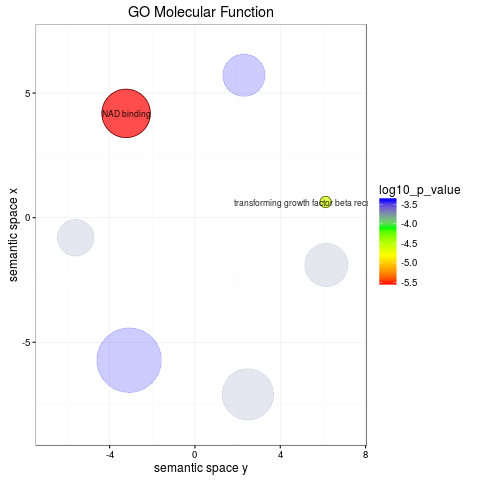 GO Molecular Function
5
0
-5
semantic space x
NAD binding
transforming growth factor beta rec
-4
0
4
8
semantic space y
log10_p_value
-3.5
-4.0
-4.5
-5.0
-5.5